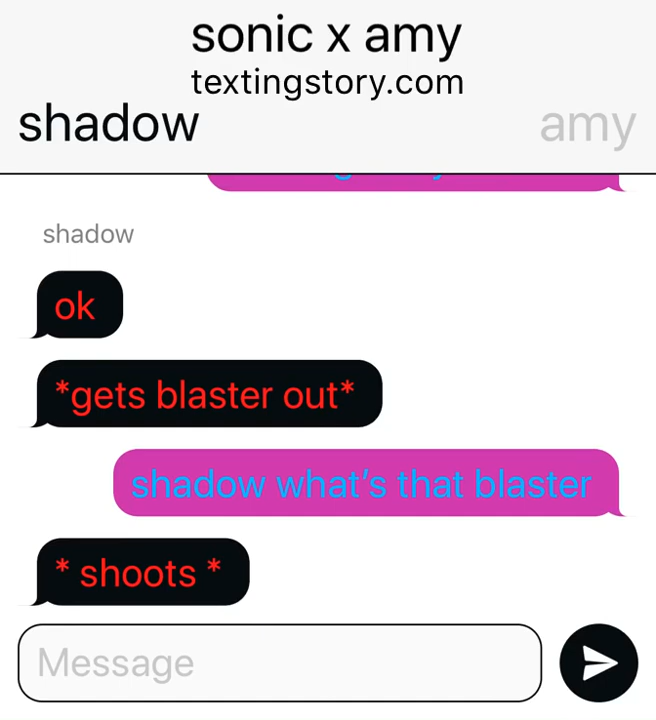 sonic x amy
textingstory.com
shadow amy
shadow
ok
*gets blaster out*
shadow what's that blaster
* shoots *
Message